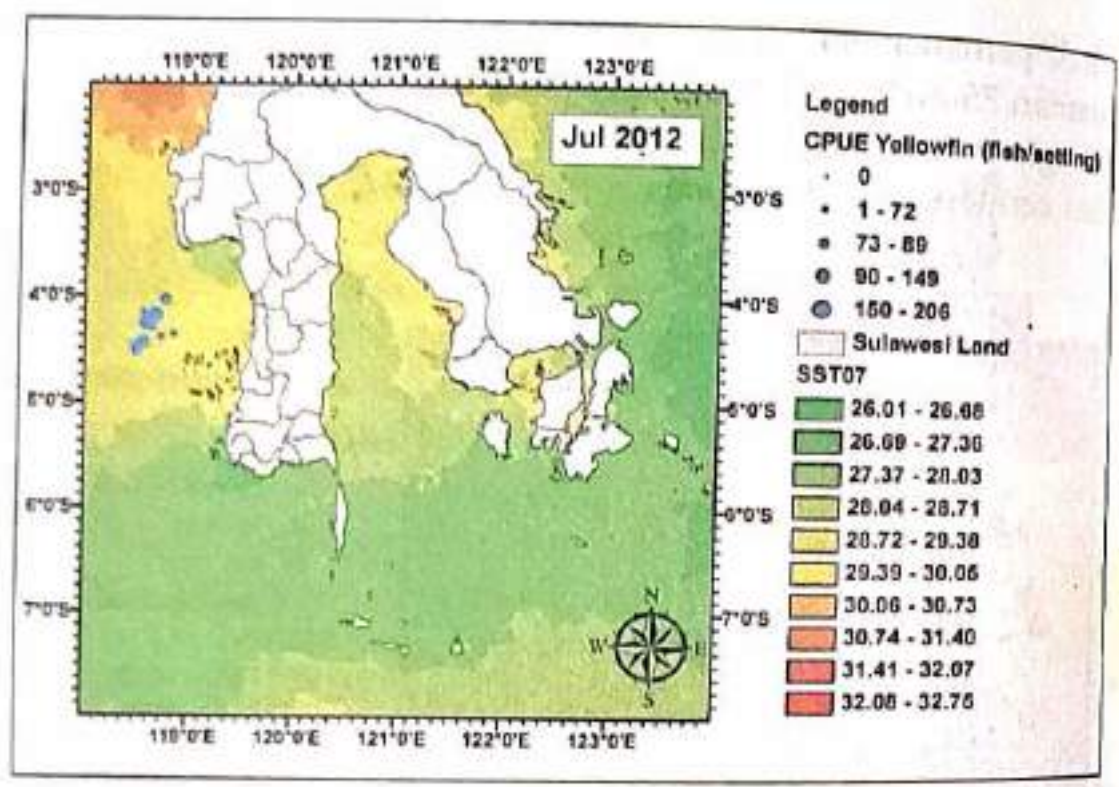 119°0'E 120°0'E 121°0'E 122°0'E 123°0'E
Jul 2012
3°0'S
4°0'S
5°0'S
6°0'S
7°0'S
3°0'S
4°0'S
5°0'S
6°0'S
7°0'S
N
W E
S
119°0'E 120°0'E 121°0'E 122°0'E 123°0'E
Legend
CPUE Yellowfin (fish/setting)
0
1 - 72
73 - 89
90 - 149
150 - 206
Sulawesi Land
SST07
26.01 - 26.68
26.69 - 27.36
27.37 - 28.03
28.04 - 28.71
28.72 - 29.38
29.39 - 30.05
30.06 - 30.73
30.74 - 31.40
31.41 - 32.07
32.08 - 32.75